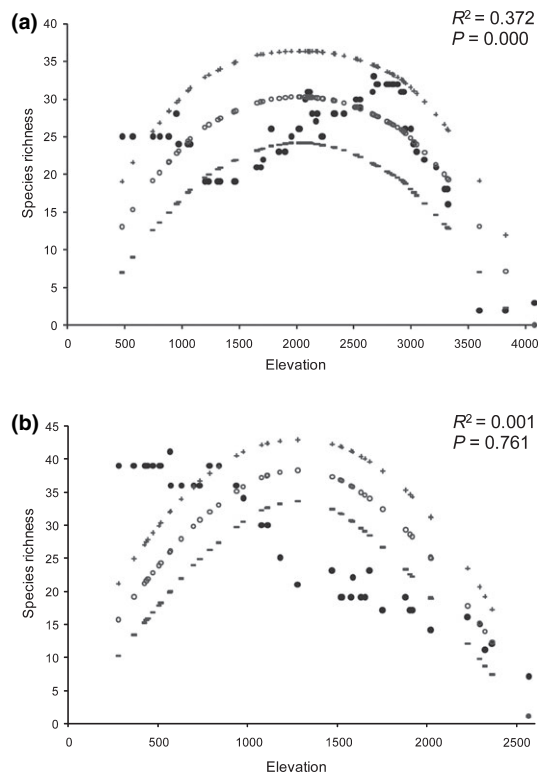 (a)
R² = 0.372
P = 0.000
40
35
30
25
20
15
10
5
0
Species richness
0 500 1000 1500 2000 2500 3000 3500 4000
Elevation
(b)
R² = 0.001
P = 0.761
45
40
35
30
25
20
15
10
5
0
Species richness
0 500 1000 1500 2000 2500
Elevation